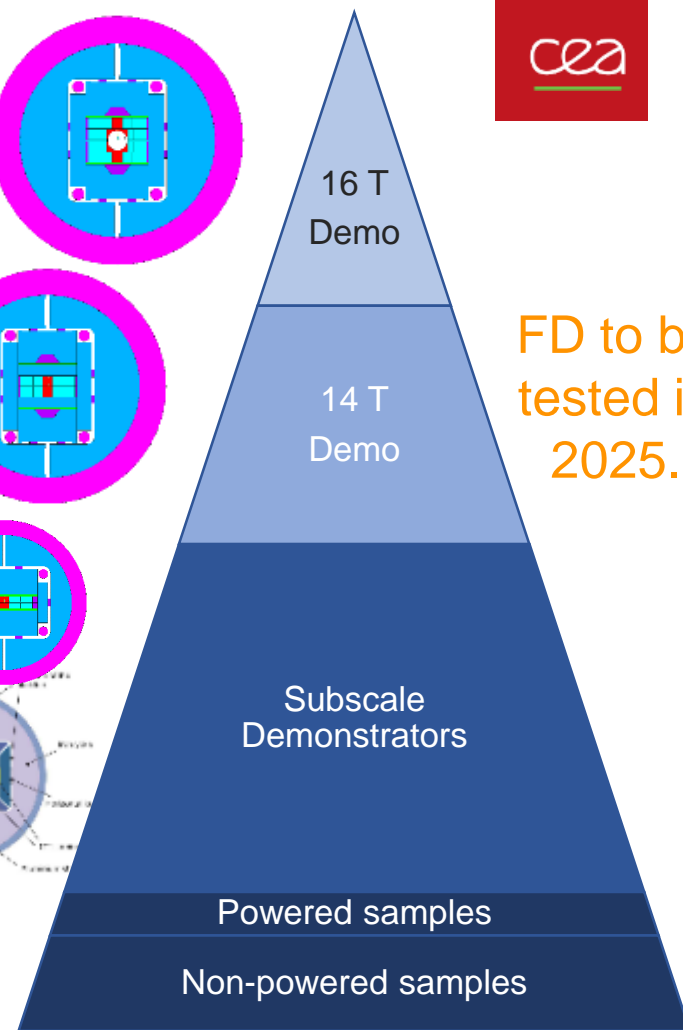 cea
16 T
Demo
FD to b
tested i
2025.
14 T
Demo
Subscale
Demonstrators
Powered samples
Non-powered samples